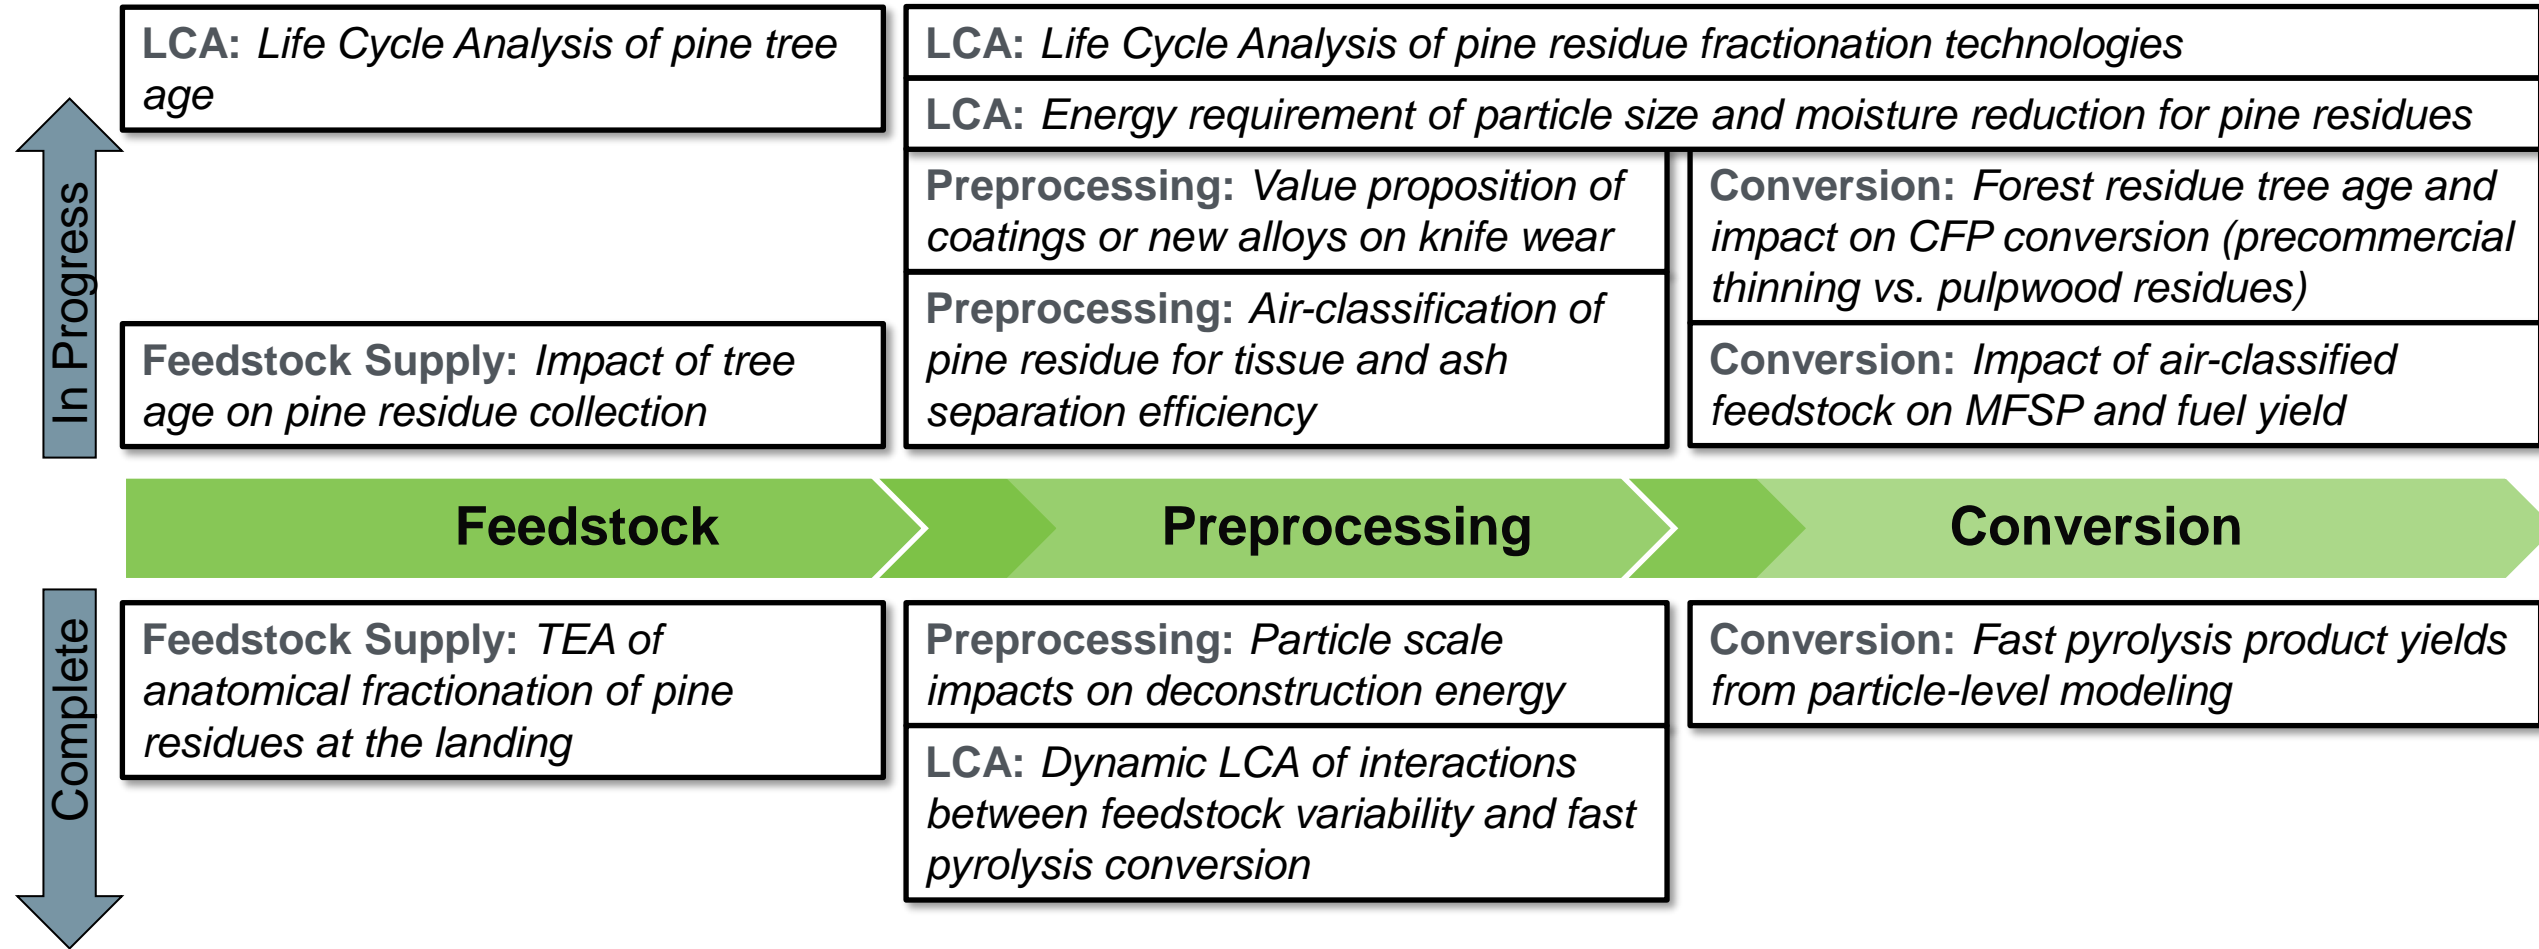 LCA: Life Cycle Analysis of pine tree
age
LCA: Life Cycle Analysis of pine residue fractionation technologies
LCA: Energy requirement of particle size and moisture reduction for pine residues
Preprocessing: Value proposition of
coatings or new alloys on knife wear
Conversion: Forest residue tree age and
impact on CFP conversion (precommercial
thinning vs. pulpwood residues)
In Progress
Feedstock Supply: Impact of tree
age on pine residue collection
Preprocessing: Air-classification of
pine residue for tissue and ash
separation efficiency
Conversion: Impact of air-classified
feedstock on MFSP and fuel yield
Feedstock
Preprocessing
Conversion
Complete
Feedstock Supply: TEA of
anatomical fractionation of pine
residues at the landing
Preprocessing: Particle scale
impacts on deconstruction energy
LCA: Dynamic LCA of interactions
between feedstock variability and fast
pyrolysis conversion
Conversion: Fast pyrolysis product yields
from particle-level modeling